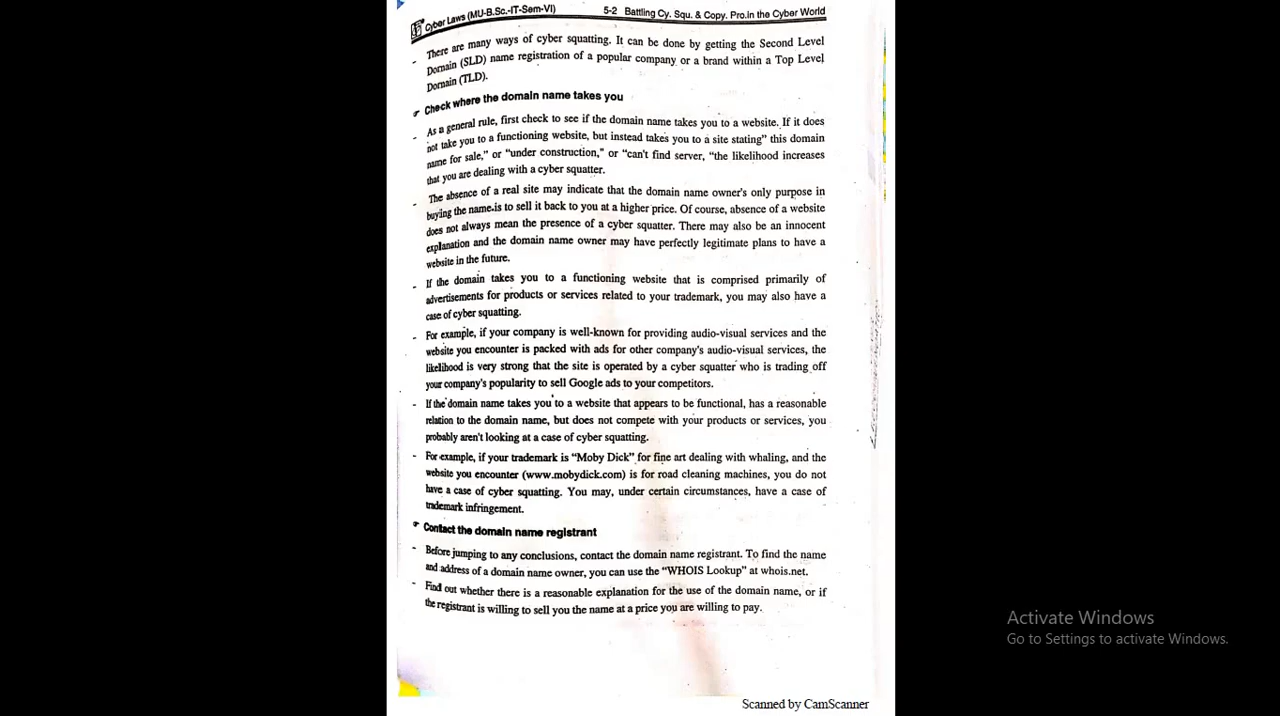 Cyber Laws (MU-B.Sc.-IT-Sem-VI) 5-2 Battling Cy. Squ. & Copy. Pro.in the Cyber World
- There are many ways of cyber squatting. It can be done by getting the Second Level
Domain (SLD) name registration of a popular company or a brand within a Top Level
Domain (TLD).
☞ Check where the domain name takes you
- As a general rule, first check to see if the domain name takes you to a website. If it does
not take you to a functioning website, but instead takes you to a site stating” this domain
name for sale,” or “under construction,” or “can't find server, “the likelihood increases
that you are dealing with a cyber squatter.
- The absence of a real site may indicate that the domain name owner's only purpose in
buying the name.is to sell it back to you at a higher price. Of course, absence of a website
does not always mean the presence of a cyber squatter. There may also be an innocent
explanation and the domain name owner may have perfectly legitimate plans to have a
website in the future.
- If the domain takes you to a functioning website that is comprised primarily of
advertisements for products or services related to your trademark, you may also have a
case of cyber squatting.
- For example, if your company is well-known for providing audio-visual services and the
website you encounter is packed with ads for other company's audio-visual services, the
likelihood is very strong that the site is operated by a cyber squatter who is trading off
your company's popularity to sell Google ads to your competitors.
- If the domain name takes you to a website that appears to be functional, has a reasonable
relation to the domain name, but does not compete with your products or services, you
probably aren't looking at a case of cyber squatting.
- For example, if your trademark is “Moby Dick” for fine art dealing with whaling, and the
website you encounter (www.mobydick.com) is for road cleaning machines, you do not
have a case of cyber squatting. You may, under certain circumstances, have a case of
trademark infringement.
☞ Contact the domain name registrant
- Before jumping to any conclusions, contact the domain name registrant. To find the name
and address of a domain name owner, you can use the “WHOIS Lookup” at whois.net.
- Find out whether there is a reasonable explanation for the use of the domain name, or if
the registrant is willing to sell you the name at a price you are willing to pay.
Activate Windows
Go to Settings to activate Windows.
Scanned by CamScanner